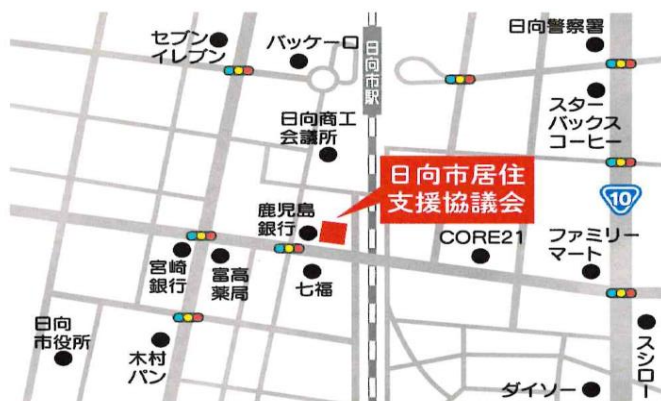 セブン
イレブン
バッケーロ
日向市駅
日向警察署
日向商工
会議所
スター
バックス
コーヒー
日向市居住
支援協議会
10
鹿児島
銀行
CORE21
ファミリー
マート
宮崎
銀行
富高
薬局
七福
日向
市役所
木村
パン
スシロー
ダイソー